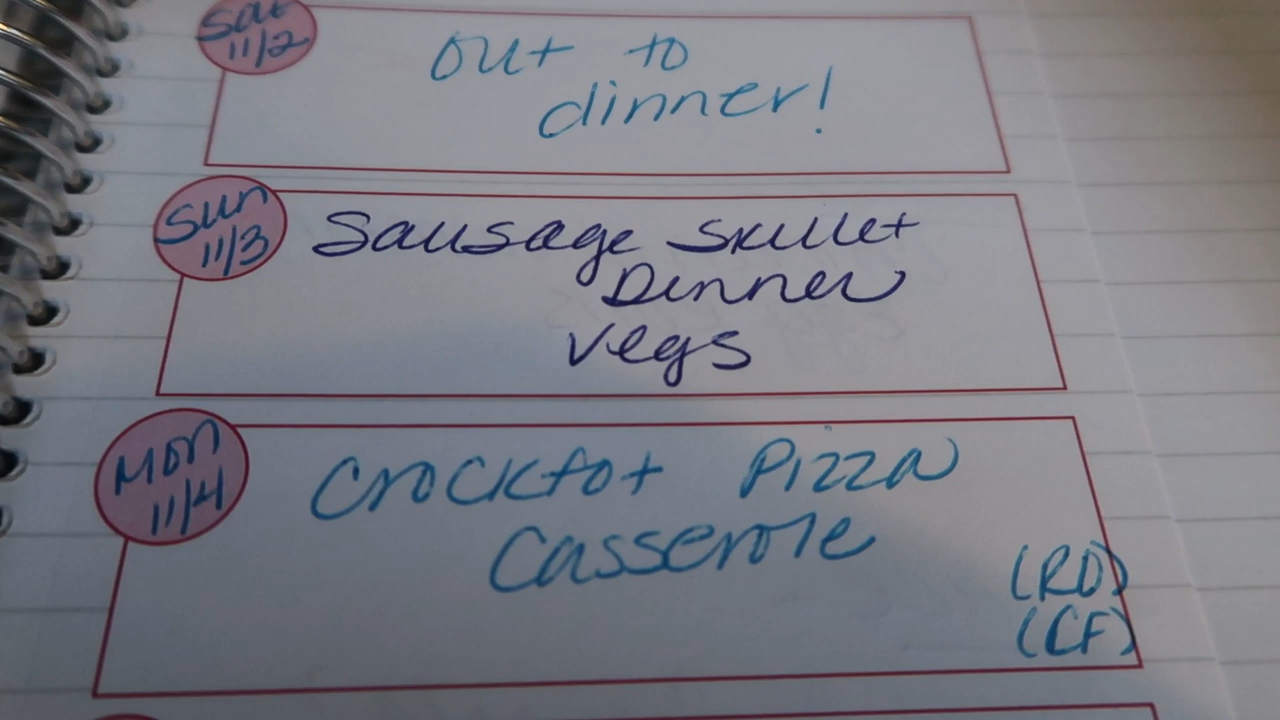 Sat
11/2
Out to
dinner!
Sun
11/3
Sausage Skillet
Dinner
Vegs
Mon
11/4
Crockpot Pizza
Casserole
(RD)
(CF)